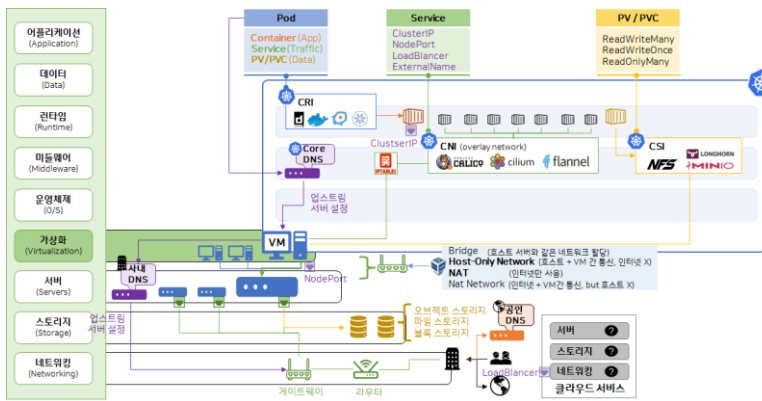 어플리케이션
(Application)
데이터
(Data)
런타임
(Runtime)
미들웨어
(Middleware)
운영체제
(O/S)
가상화
(Virtualization)
서버
(Servers)
스토리지
(Storage)
네트워킹
(Networking)
Pod
Container (App)
Service (Traffic)
PV/PVC (Data)
Service
ClusterIP
NodePort
LoadBlancer
ExternalName
PV / PVC
ReadWriteMany
ReadWriteOnce
ReadOnlyMany
CRI
ClustserIP
Core
DNS
IPTABLES
CNI (overlay network)
CALICO
cilium
flannel
CSI
NFS
LONGHORN
MINIO
업스트림
서버 설정
VM
사내
DNS
NodePort
Bridge (호스트 서버와 같은 네트워크 할당)
Host-Only Network (호스트 + VM 간 통신, 인터넷 X)
NAT (인터넷만 사용)
Nat Network (인터넷 + VM간 통신, but 호스트 X)
업스트림
서버 설정
오브젝트 스토리지
파일 스토리지
블록 스토리지
공인
DNS
게이트웨이
라우터
LoadBlancer
서버 ?
스토리지 ?
네트워킹 ?
클라우드 서비스